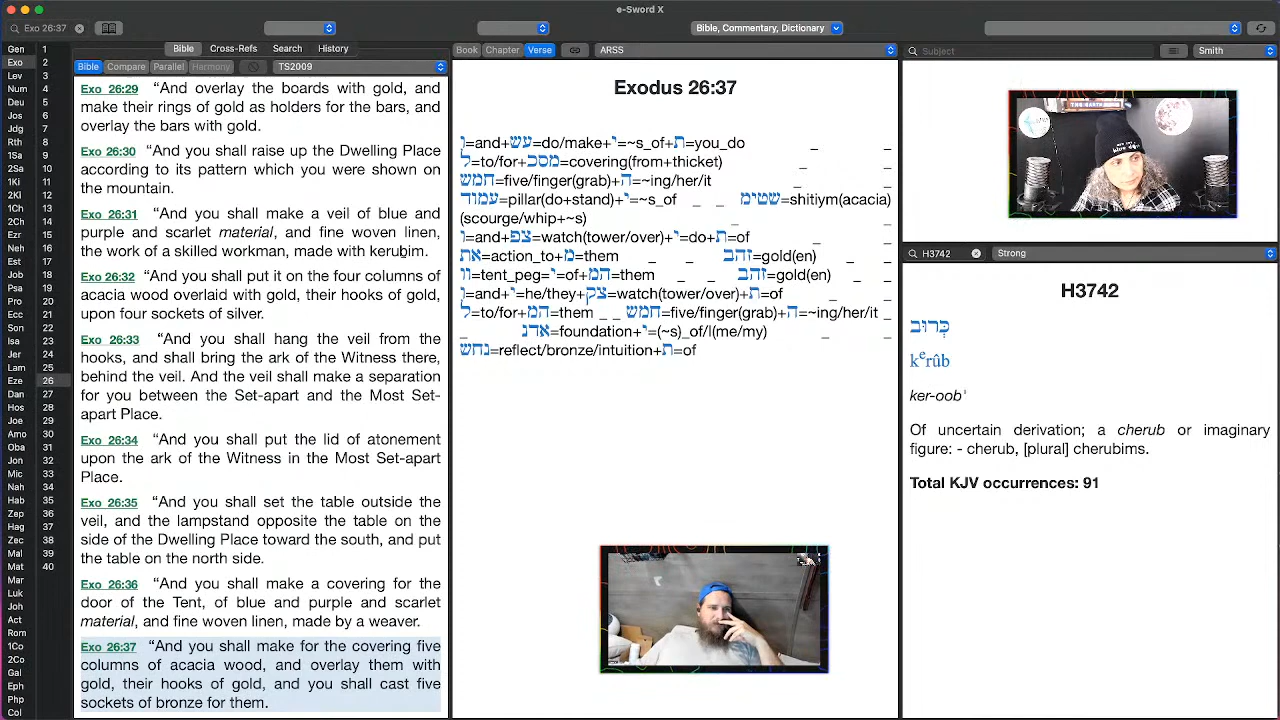 e-Sword X
Exo 26:37
Bible, Commentary, Dictionary
Bible Cross-Refs Search History
Bible Compare Parallel Harmony TS2009
Book Chapter Verse ARSS
Subject Smith
Gen 1
Exo 2
Lev 3
Num 4
Deu 5
Jos 6
Jdg 7
Rth 8
1Sa 9
2Sa 10
1Ki 11
2Ki 12
1Ch 13
2Ch 14
Ezr 15
Neh 16
Est 17
Job 18
Psa 19
Pro 20
Ecc 21
Son 22
Isa 23
Jer 24
Lam 25
Eze 26
Dan 27
Hos 28
Joe 29
Amo 30
Oba 31
Jon 32
Mic 33
Nah 34
Hab 35
Zep 36
Hag 37
Zec 38
Mal 39
Mat 40
Mar
Luk
Joh
Act
Rom
1Co
2Co
Gal
Eph
Php
Col
Exo 26:29 “And overlay the boards with gold, and
make their rings of gold as holders for the bars, and
overlay the bars with gold.
Exo 26:30 “And you shall raise up the Dwelling Place
according to its pattern which you were shown on
the mountain.
Exo 26:31 “And you shall make a veil of blue and
purple and scarlet material, and fine woven linen,
the work of a skilled workman, made with kerubim.
Exo 26:32 “And you shall put it on the four columns of
acacia wood overlaid with gold, their hooks of gold,
upon four sockets of silver.
Exo 26:33 “And you shall hang the veil from the
hooks, and shall bring the ark of the Witness there,
behind the veil. And the veil shall make a separation
for you between the Set-apart and the Most Set-
apart Place.
Exo 26:34 “And you shall put the lid of atonement
upon the ark of the Witness in the Most Set-apart
Place.
Exo 26:35 “And you shall set the table outside the
veil, and the lampstand opposite the table on the
side of the Dwelling Place toward the south, and put
the table on the north side.
Exo 26:36 “And you shall make a covering for the
door of the Tent, of blue and purple and scarlet
material, and fine woven linen, made by a weaver.
Exo 26:37 “And you shall make for the covering five
columns of acacia wood, and overlay them with
gold, their hooks of gold, and you shall cast five
sockets of bronze for them.
Exodus 26:37
ו=and+עש=do/make+י=~s_of+ת=you_do _ _
ל=to/for+מסכ=covering(from+thicket) _ _
חמש=five/finger(grab)+ה=~ing/her/it _ _
עמוד=pillar(do+stand)+י=~s_of _ _ שטימ=shitiym(acacia)
(scourge/whip+~s) _ _
ו=and+צפ=watch(tower/over)+י=do+ת=of _ _
את=action_to+מ=them _ _ זהב=gold(en) _ _
וו=tent_peg=י=of+המ=them _ _ זהב=gold(en) _ _
ו=and+י=he/they+צק=watch(tower/over)+ת=of _ _
ל=to/for+המ=them _ _ חמש=five/finger(grab)+ה=~ing/her/it _
_ אדנ=foundation+י=(~s)_of/I(me/my) _ _
נחש=reflect/bronze/intuition+ת=of
THE EARTH
H3742 Strong
H3742
כְּרוּב
kᵉrûb
ker-oob'
Of uncertain derivation; a cherub or imaginary
figure: - cherub, [plural] cherubims.
Total KJV occurrences: 91